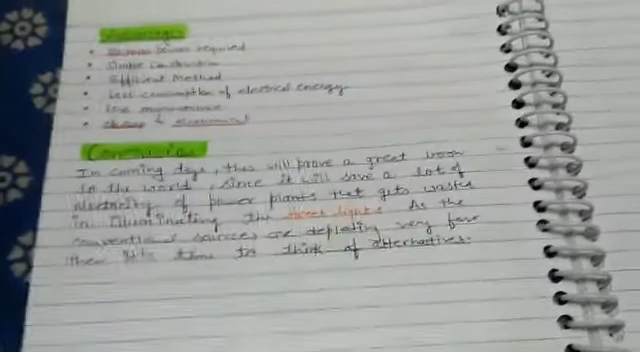 Advantages
power required
Simple Construction
Efficient Method
Less consumption of electrical energy
Low maintenance
cheap & economical
Conclusion
In coming days, this will prove a great boon
to the world, since it will save a lot of
electricity of power plants that gets wasted
in illuminating the street lights. As the
conventional sources are depleting very fast
then it's time to think of alternatives.